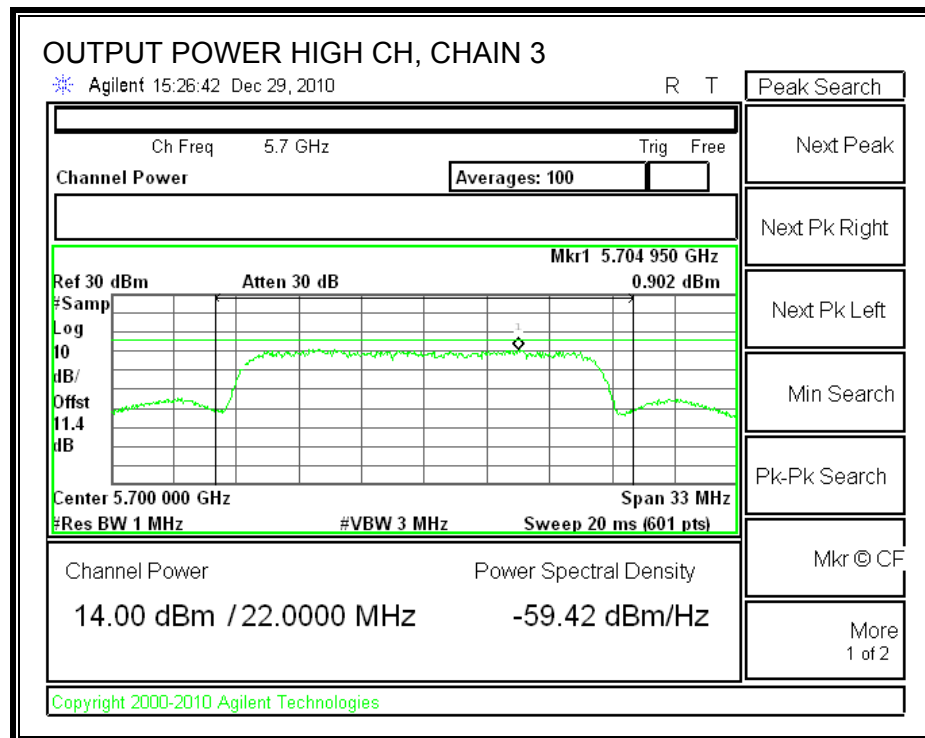 OUTPUT POWER HIGH CH, CHAIN 3
Agilent 15:26:42 Dec 29, 2010 R T
Peak Search
Ch Freq 5.7 GHz Trig Free
Channel Power Averages: 100
Mkr1 5.704 950 GHz
Ref 30 dBm Atten 30 dB 0.902 dBm
#Samp
Log
10
dB/
Offst
11.4
dB
1
Center 5.700 000 GHz Span 33 MHz
#Res BW 1 MHz #VBW 3 MHz Sweep 20 ms (601 pts)
Channel Power Power Spectral Density
14.00 dBm / 22.0000 MHz -59.42 dBm/Hz
Next Peak
Next Pk Right
Next Pk Left
Min Search
Pk-Pk Search
Mkr © CF
More
1 of 2
Copyright 2000-2010 Agilent Technologies